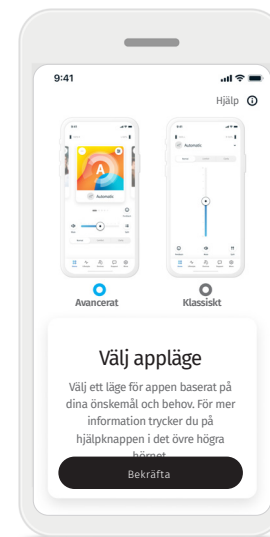 9:41
Hjälp
A
Automatic
Automatic
Avancerat
Klassiskt
Välj appläge
Välj ett läge för appen baserat på
dina önskemål och behov. För mer
information trycker du på
hjälpknappen i det övre högra
hörnet.
Bekräfta